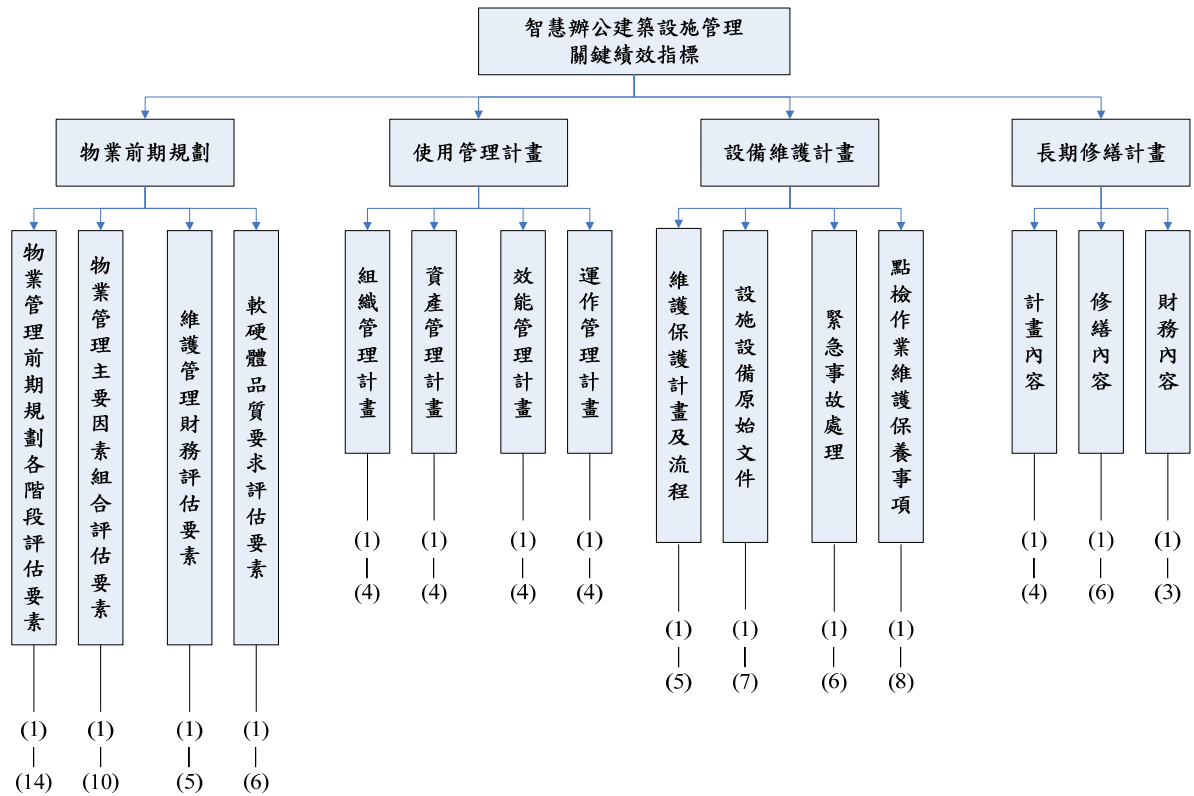 智慧辦公建築設施管理
關鍵績效指標
物業前期規劃
使用管理計畫
設備維護計畫
長期修繕計畫
物業管理前期規劃各階段評估要素
物業管理主要因素組合評估要素
維護管理財務評估要素
軟硬體品質要求評估要素
組織管理計畫
資產管理計畫
效能管理計畫
運作管理計畫
維護保護計畫及流程
設施設備原始文件
緊急事故處理
點檢作業維護保養事項
計畫內容
修繕內容
財務內容
(1) (1) (1) (1)
(14) (10) (5) (6)
(1) (1) (1) (1)
(4) (4) (4) (4)
(1) (1) (1) (1)
(5) (7) (6) (8)
(1) (1) (1)
(4) (6) (3)